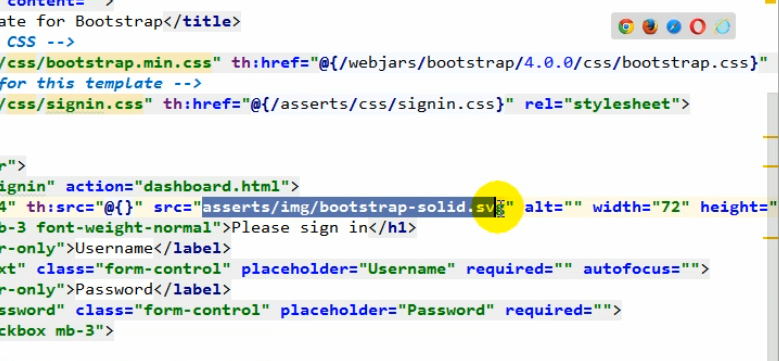 content="">
ate for Bootstrap</title>
CSS -->
/css/bootstrap.min.css" th:href="@{/webjars/bootstrap/4.0.0/css/bootstrap.css}"
for this template -->
/css/signin.css" th:href="@{/asserts/css/signin.css}" rel="stylesheet">
r">
ignin" action="dashboard.html">
4" th:src="@{}" src="asserts/img/bootstrap-solid.svg" alt="" width="72" height="
b-3 font-weight-normal">Please sign in</h1>
r-only">Username</label>
ext" class="form-control" placeholder="Username" required="" autofocus="">
r-only">Password</label>
ssword" class="form-control" placeholder="Password" required="">
ckbox mb-3">